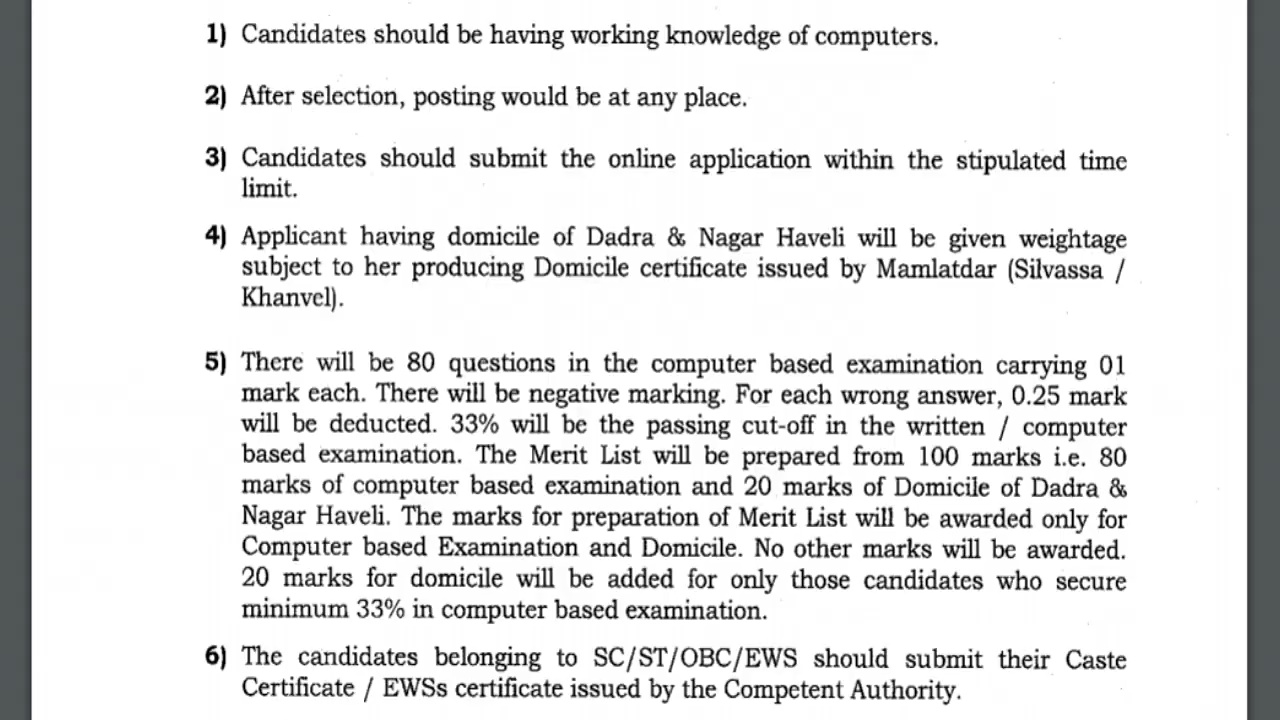 1) Candidates should be having working knowledge of computers.
2) After selection, posting would be at any place.
3) Candidates should submit the online application within the stipulated time
limit.
4) Applicant having domicile of Dadra & Nagar Haveli will be given weightage
subject to her producing Domicile certificate issued by Mamlatdar (Silvassa /
Khanvel).
5) There will be 80 questions in the computer based examination carrying 01
mark each. There will be negative marking. For each wrong answer, 0.25 mark
will be deducted. 33% will be the passing cut-off in the written / computer
based examination. The Merit List will be prepared from 100 marks i.e. 80
marks of computer based examination and 20 marks of Domicile of Dadra &
Nagar Haveli. The marks for preparation of Merit List will be awarded only for
Computer based Examination and Domicile. No other marks will be awarded.
20 marks for domicile will be added for only those candidates who secure
minimum 33% in computer based examination.
6) The candidates belonging to SC/ST/OBC/EWS should submit their Caste
Certificate / EWSs certificate issued by the Competent Authority.